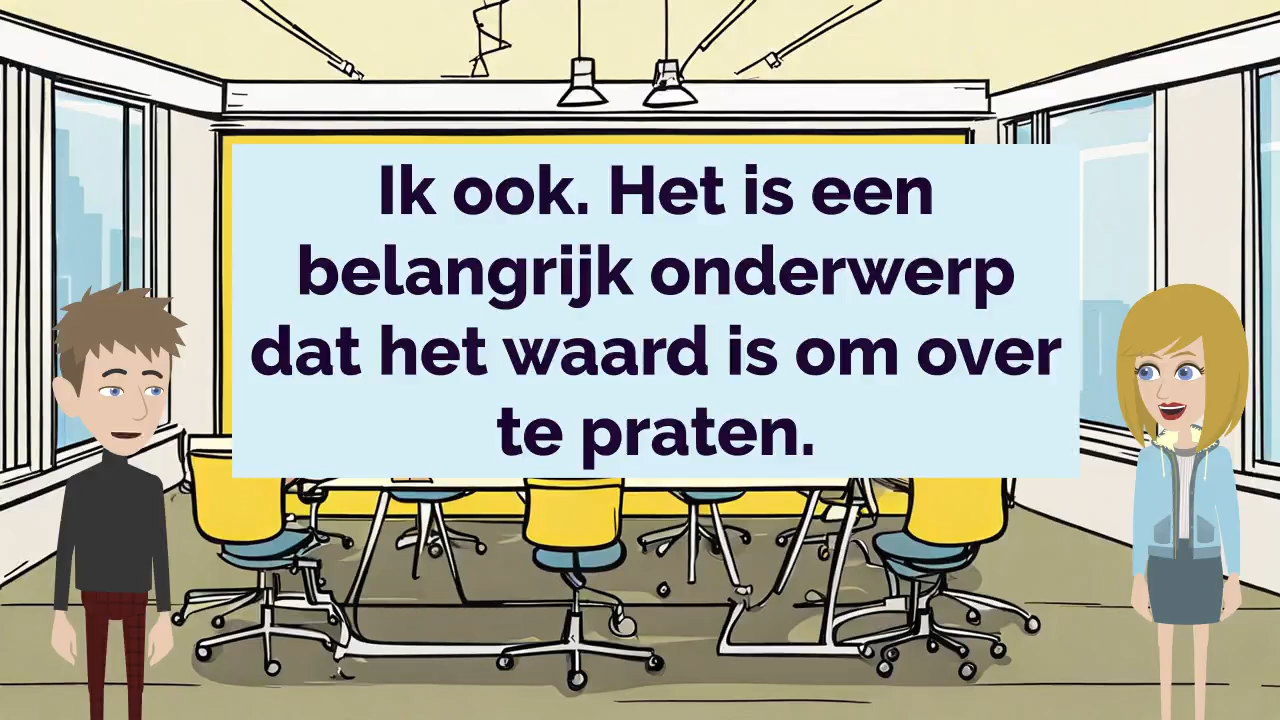 Ik ook. Het is een
belangrijk onderwerp
dat het waard is om over
te praten.